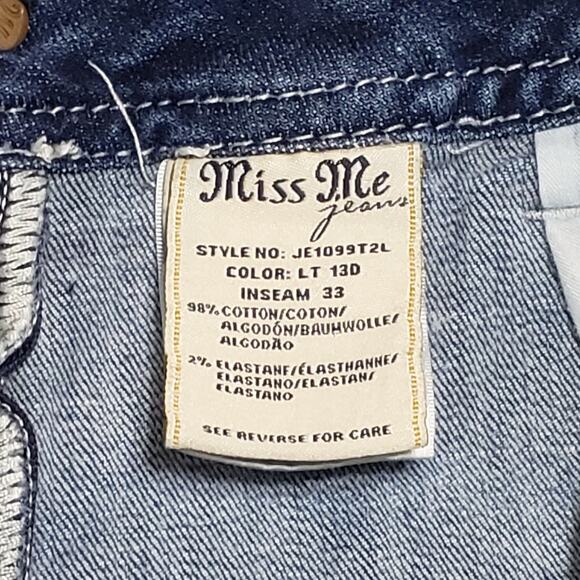 Miss Me
jeans
STYLE NO: JE1099T2L
COLOR: LT 13D
INSEAM 33
98% COTTON/COTON/
ALGODÓN/BAUMWOLLE/
ALGODÃO
2% ELASTANE/ÉLASTHANNE/
ELASTANO/ELASTAN/
ELASTANO
SEE REVERSE FOR CARE